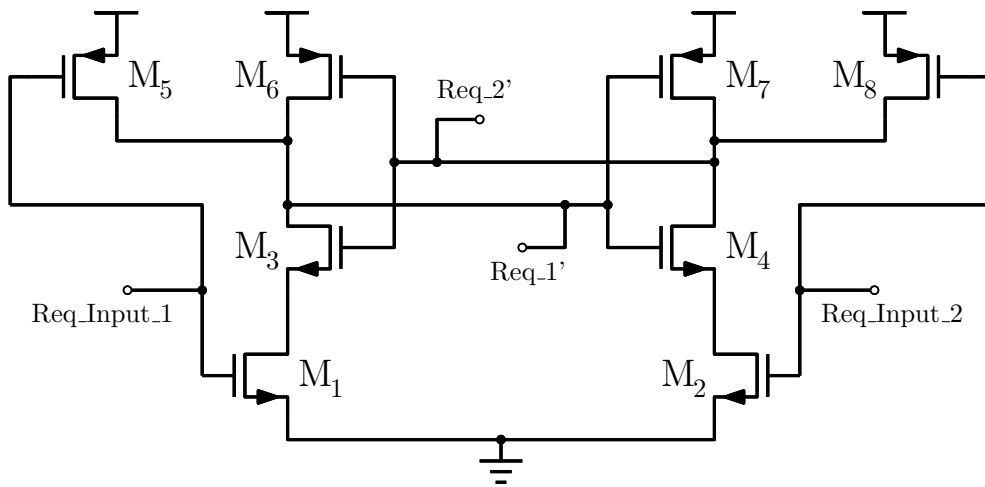 M5
M6
Req_2'
M7
M8
M3
Req_1'
M4
Req_Input_1
Req_Input_2
M1
M2